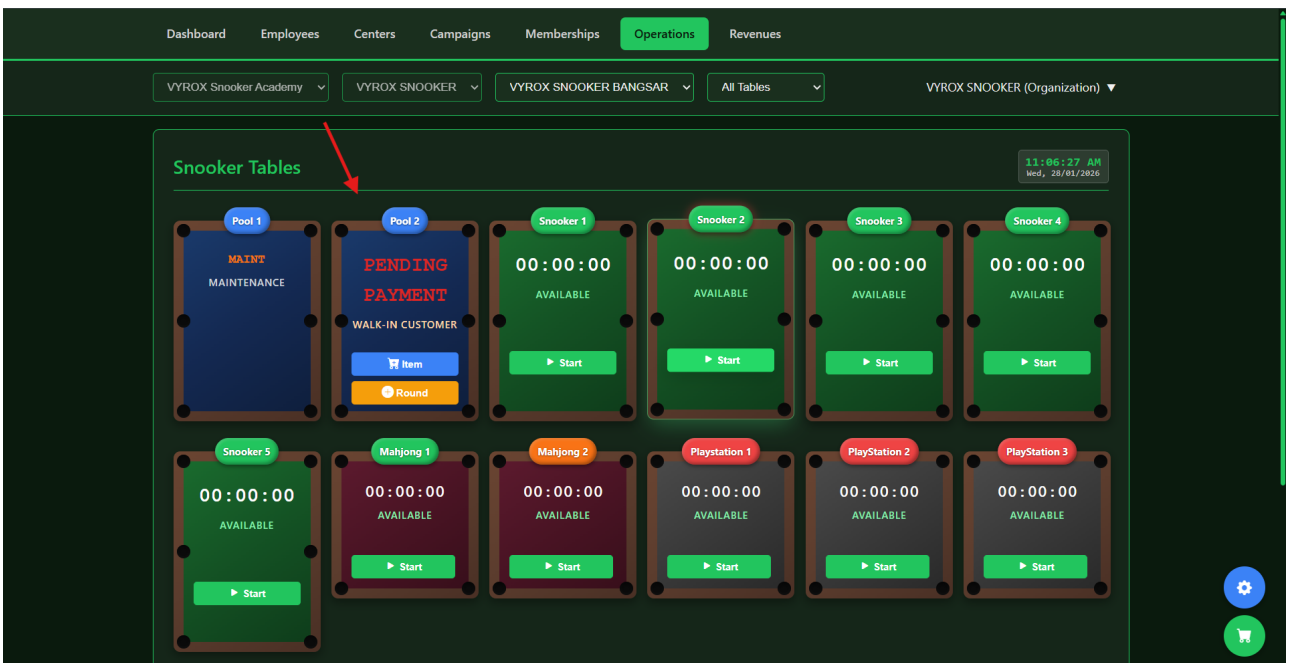 Dashboard Employees Centers Campaigns Memberships Operations Revenues
VYROX Snooker Academy VYROX SNOOKER VYROX SNOOKER BANGSAR All Tables VYROX SNOOKER (Organization) ▼
Snooker Tables
11:06:27 AM
Wed, 28/01/2026
Pool 1
MAINT
MAINTENANCE
Pool 2
PENDING
PAYMENT
WALK-IN CUSTOMER
Item
Round
Snooker 1
00:00:00
AVAILABLE
Start
Snooker 2
00:00:00
AVAILABLE
Start
Snooker 3
00:00:00
AVAILABLE
Start
Snooker 4
00:00:00
AVAILABLE
Start
Snooker 5
00:00:00
AVAILABLE
Start
Mahjong 1
00:00:00
AVAILABLE
Start
Mahjong 2
00:00:00
AVAILABLE
Start
Playstation 1
00:00:00
AVAILABLE
Start
PlayStation 2
00:00:00
AVAILABLE
Start
PlayStation 3
00:00:00
AVAILABLE
Start